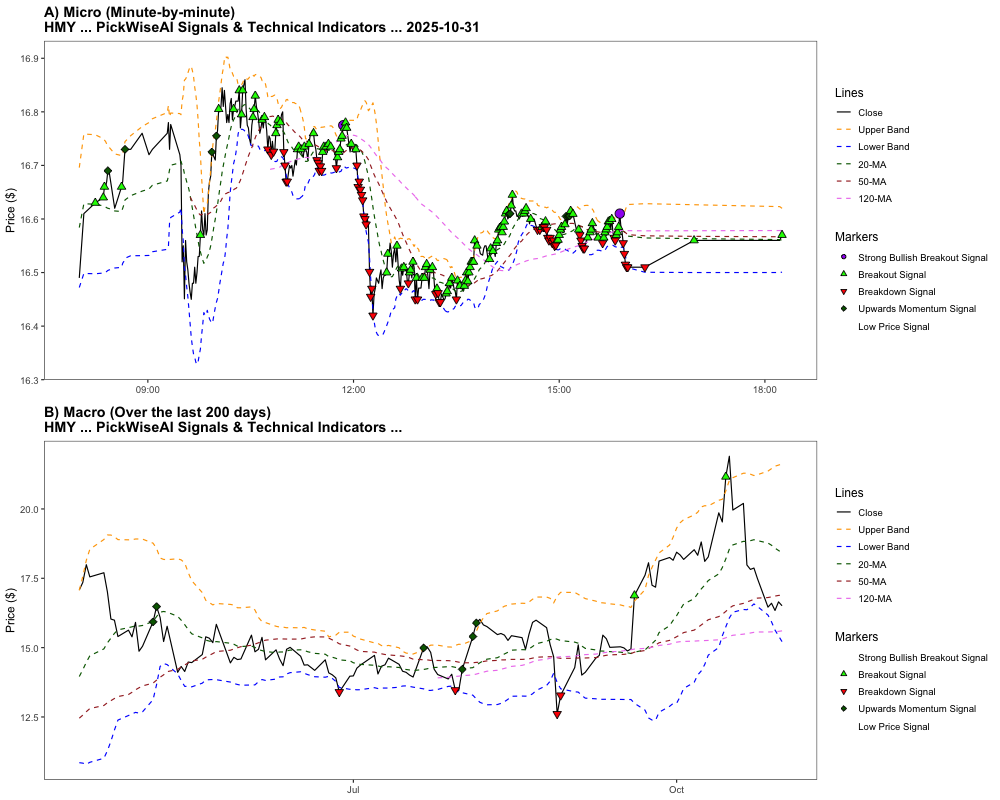 A) Micro (Minute-by-minute)
HMY ... PickWiseAI Signals & Technical Indicators ... 2025-10-31
Price ($)
16.9
16.8
16.7
16.6
16.5
16.4
16.3
09:00
12:00
15:00
18:00
Lines
Close
Upper Band
Lower Band
20-MA
50-MA
120-MA
Markers
Strong Bullish Breakout Signal
Breakout Signal
Breakdown Signal
Upwards Momentum Signal
Low Price Signal
B) Macro (Over the last 200 days)
HMY ... PickWiseAI Signals & Technical Indicators ...
Price ($)
20.0
17.5
15.0
12.5
Jul
Oct
Lines
Close
Upper Band
Lower Band
20-MA
50-MA
120-MA
Markers
Strong Bullish Breakout Signal
Breakout Signal
Breakdown Signal
Upwards Momentum Signal
Low Price Signal